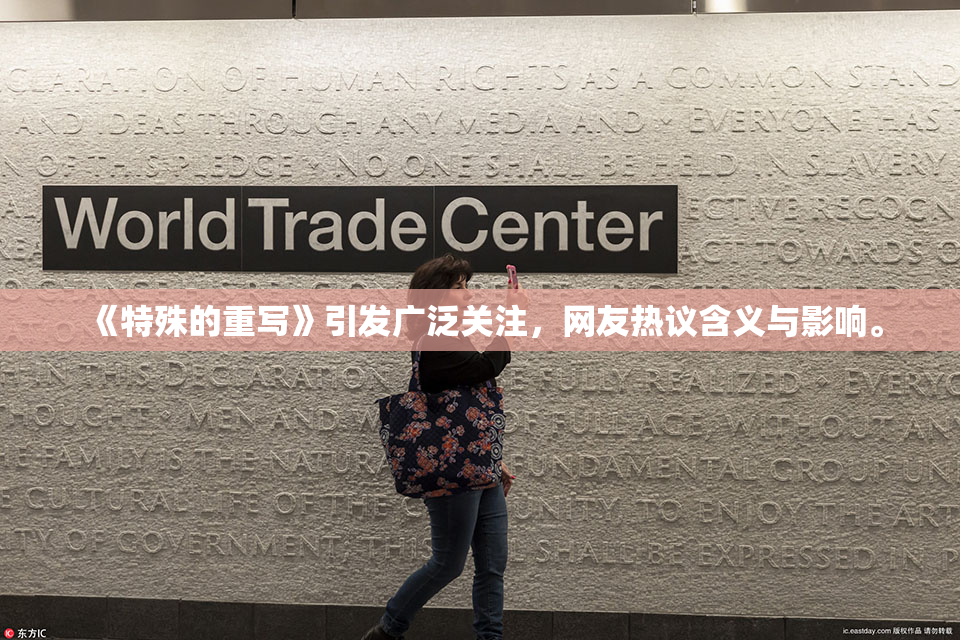 CLARATION OF HUMAN RIGHTS AS A COMMON STAND
AND IDEAS THROUGH ANY MEDIA AND EVERYONE HAS T
OF THIS PLEDGE NO ONE SHALL BE HELD IN SLAVERY
World Trade Center
ECTIVE RECOGN
ACT TOWARDS O
《特殊的重写》引发广泛关注，网友热议含义与影响。
IN THIS DECLARATION FULLY REALIZED EVERYO
THOUGHT MEN AND OF FULL AGE WITHO
FAMILY IS THE NATURA FUNDAMENTAL GROUP
CULTURAL LIFE OF THE UNITY, TO ENJOY THE ART
TY OF GOVERNMENT; THIS SHALL BE EXPRESSED IN P
东方IC
ic.eastday.com 版权作品 请勿转载